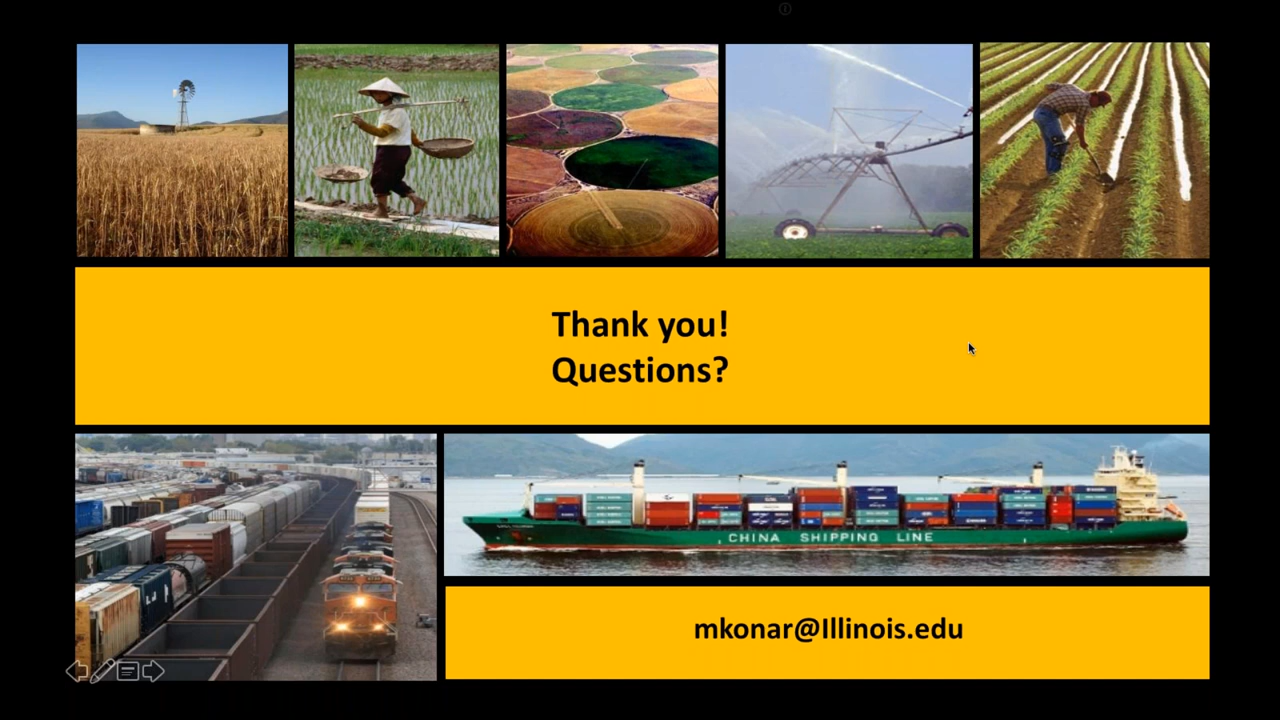 Thank you!
Questions?
CHINA SHIPPING LINE
mkonar@Illinois.edu